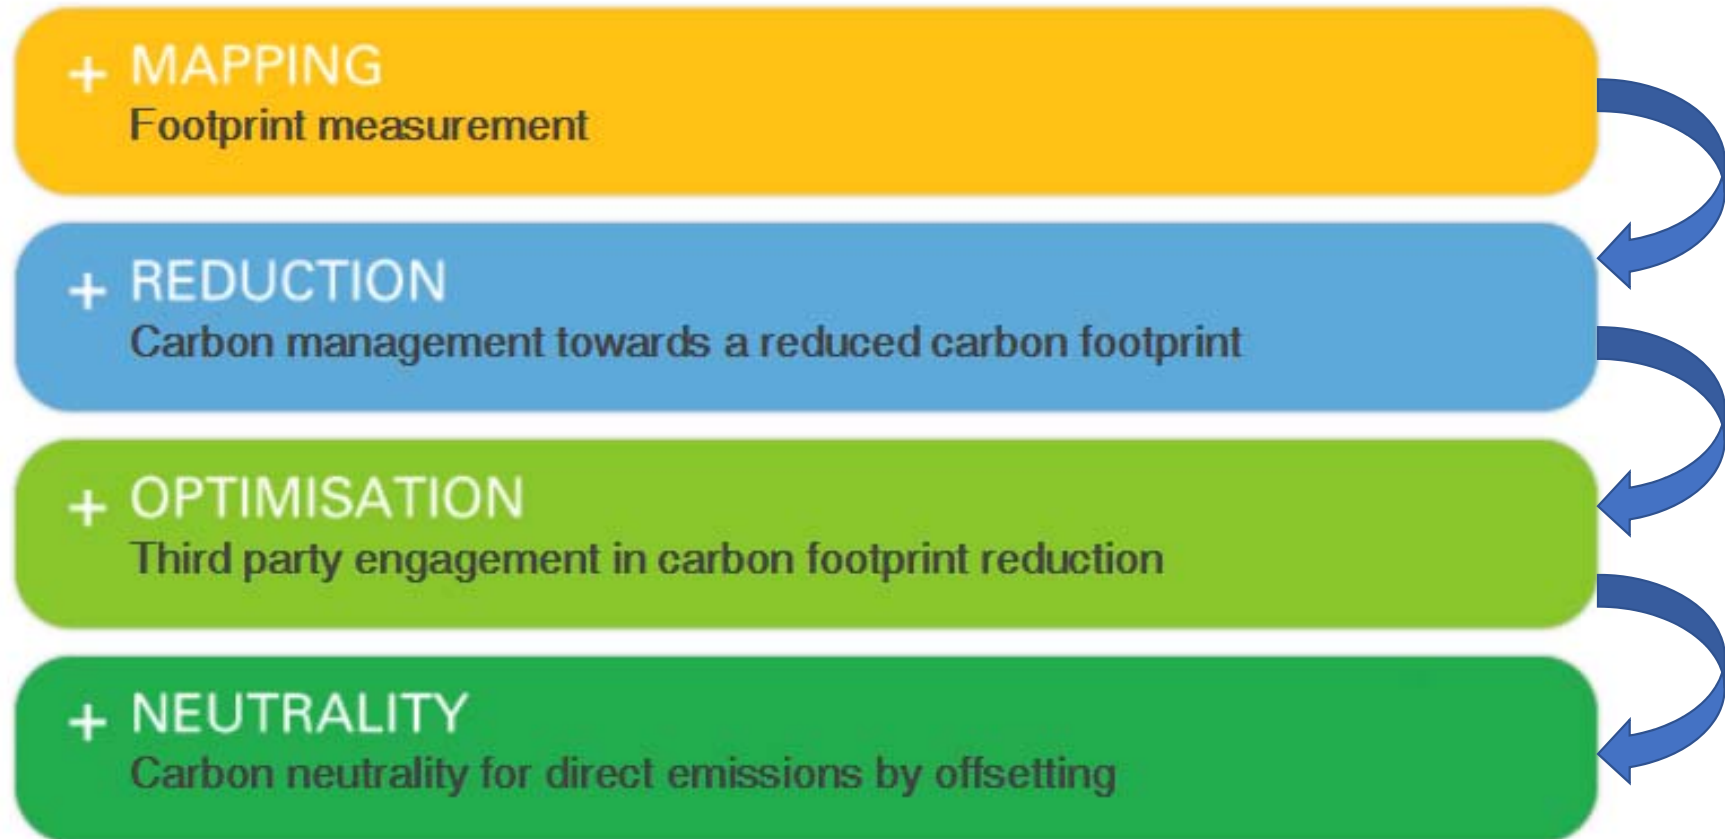 + MAPPING
Footprint measurement
+ REDUCTION
Carbon management towards a reduced carbon footprint
+ OPTIMISATION
Third party engagement in carbon footprint reduction
+ NEUTRALITY
Carbon neutrality for direct emissions by offsetting